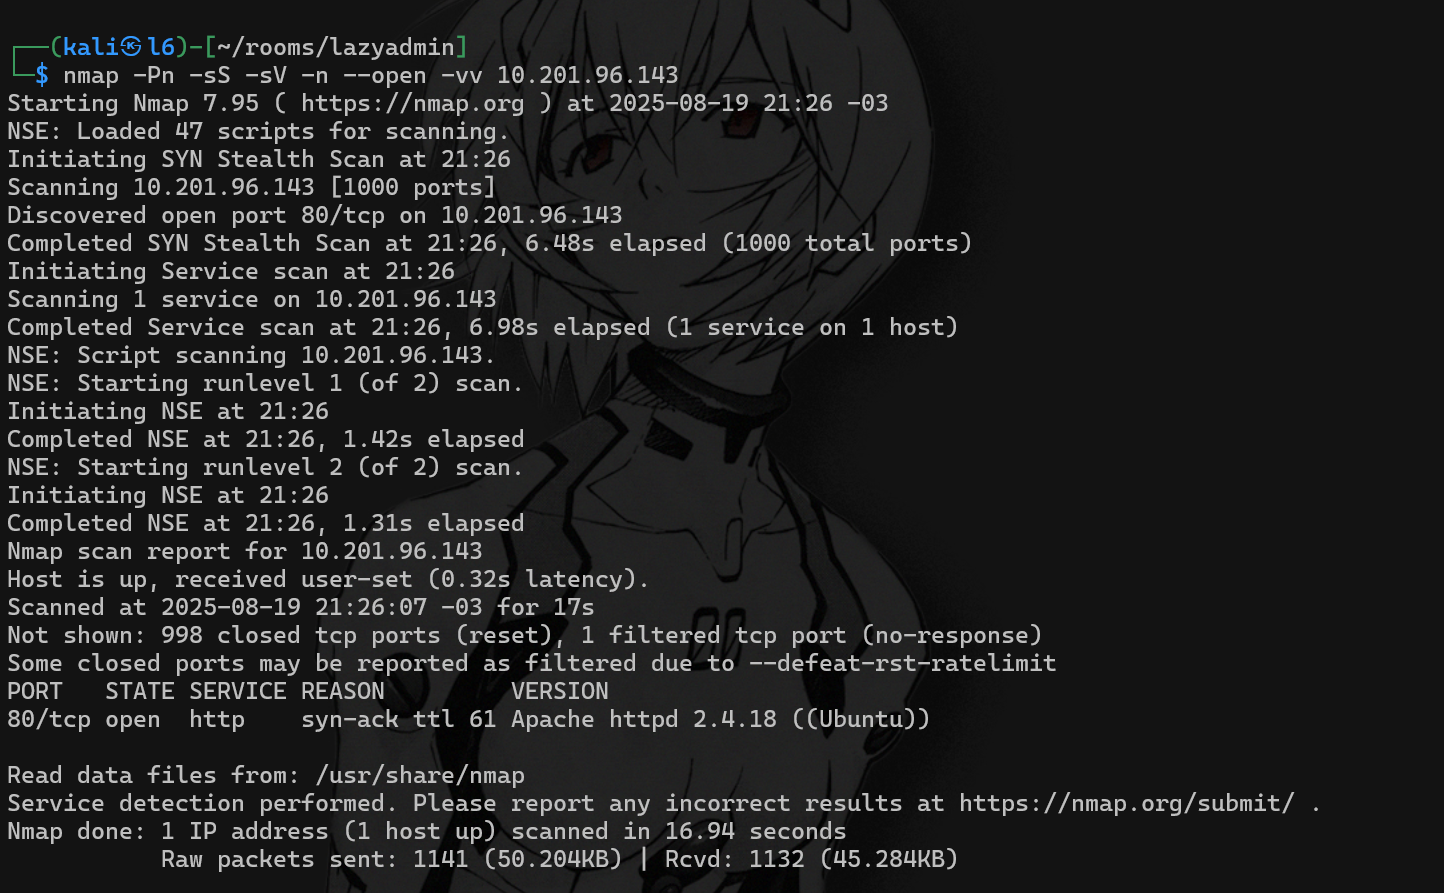 ┌──(kali㉿l6)-[~/rooms/lazyadmin]
└─$ nmap -Pn -sS -sV -n --open -vv 10.201.96.143
Starting Nmap 7.95 ( https://nmap.org ) at 2025-08-19 21:26 -03
NSE: Loaded 47 scripts for scanning.
Initiating SYN Stealth Scan at 21:26
Scanning 10.201.96.143 [1000 ports]
Discovered open port 80/tcp on 10.201.96.143
Completed SYN Stealth Scan at 21:26, 6.48s elapsed (1000 total ports)
Initiating Service scan at 21:26
Scanning 1 service on 10.201.96.143
Completed Service scan at 21:26, 6.98s elapsed (1 service on 1 host)
NSE: Script scanning 10.201.96.143.
NSE: Starting runlevel 1 (of 2) scan.
Initiating NSE at 21:26
Completed NSE at 21:26, 1.42s elapsed
NSE: Starting runlevel 2 (of 2) scan.
Initiating NSE at 21:26
Completed NSE at 21:26, 1.31s elapsed
Nmap scan report for 10.201.96.143
Host is up, received user-set (0.32s latency).
Scanned at 2025-08-19 21:26:07 -03 for 17s
Not shown: 998 closed tcp ports (reset), 1 filtered tcp port (no-response)
Some closed ports may be reported as filtered due to --defeat-rst-ratelimit
PORT   STATE SERVICE REASON         VERSION
80/tcp open  http    syn-ack ttl 61 Apache httpd 2.4.18 ((Ubuntu))
Read data files from: /usr/share/nmap
Service detection performed. Please report any incorrect results at https://nmap.org/submit/ .
Nmap done: 1 IP address (1 host up) scanned in 16.94 seconds
           Raw packets sent: 1141 (50.204KB) | Rcvd: 1132 (45.284KB)